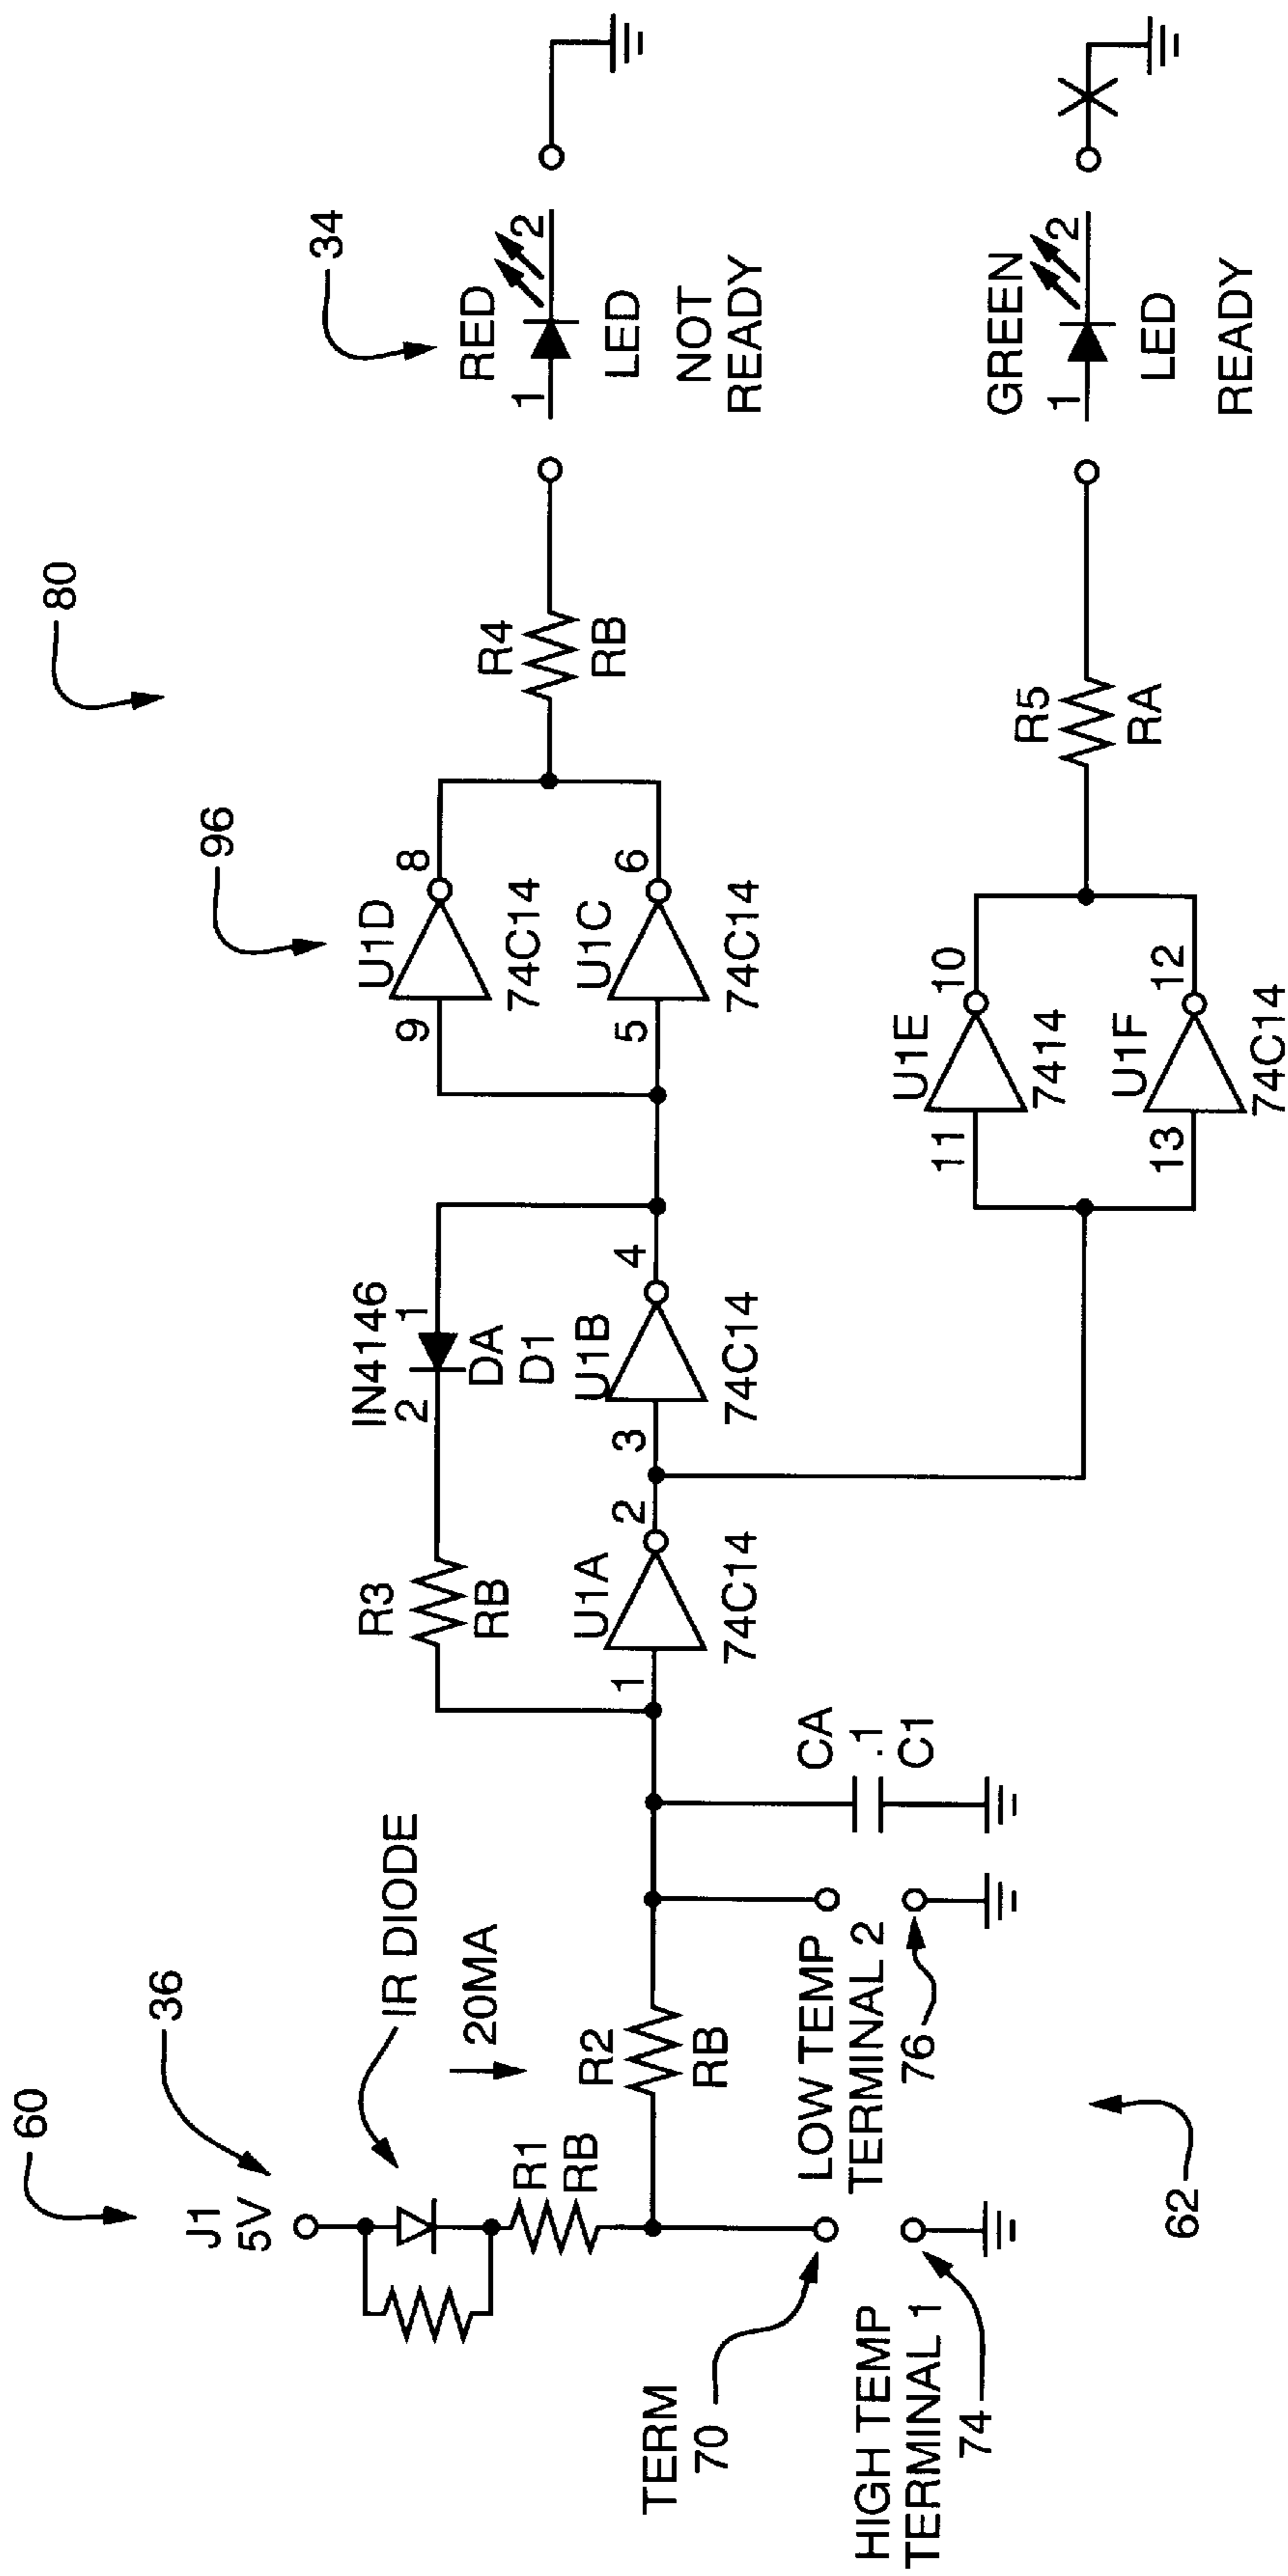 80
60
36
J1
5V
IR DIODE
20MA
R1
RB
R2
RB
TERM
70
HIGH TEMP
TERMINAL 1
74
LOW TEMP
TERMINAL 2
76
62
CA
.1
C1
R3
RB
IN4146
2
1
DA
D1
1
U1A
2
74C14
3
U1B
4
74C14
96
9
U1D
8
74C14
5
U1C
6
74C14
R4
RB
34
RED
1
2
LED
NOT
READY
11
U1E
10
7414
13
U1F
12
74C14
R5
RA
GREEN
1
2
LED
READY